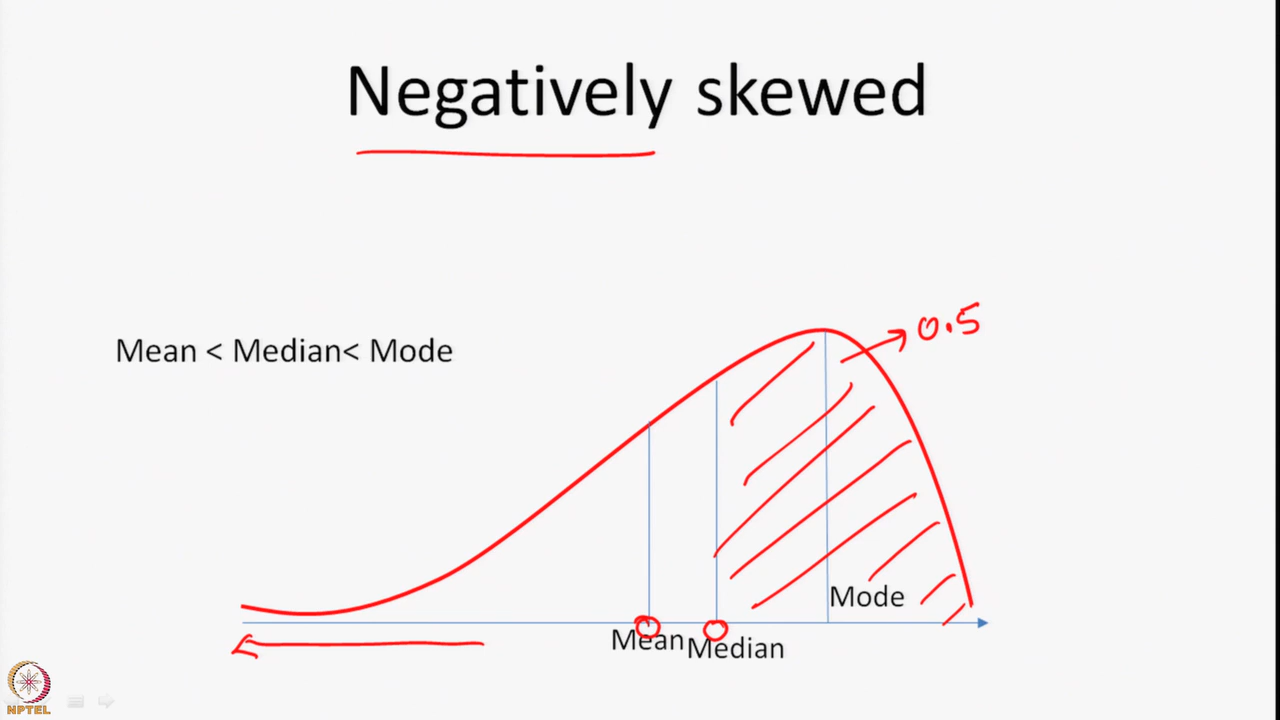 Negatively skewed
0.5
Mean < Median< Mode
Mode
Mean
Median
NPTEL